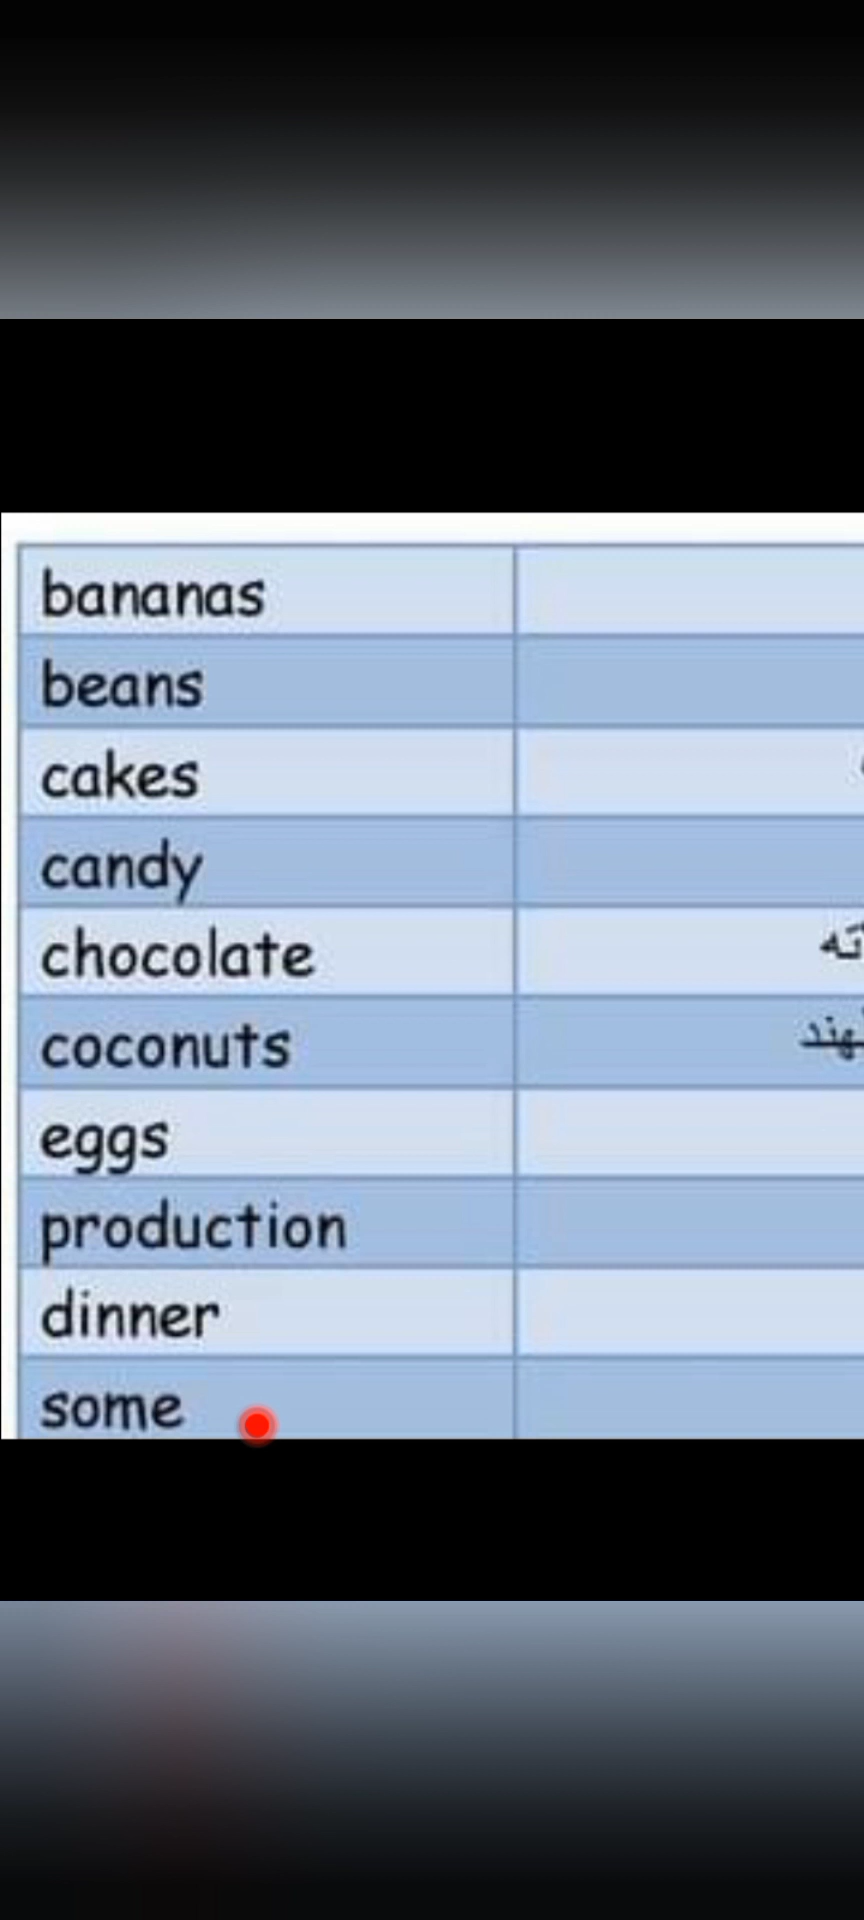 bananas
beans
cakes
candy
chocolate
coconuts
eggs
production
dinner
some